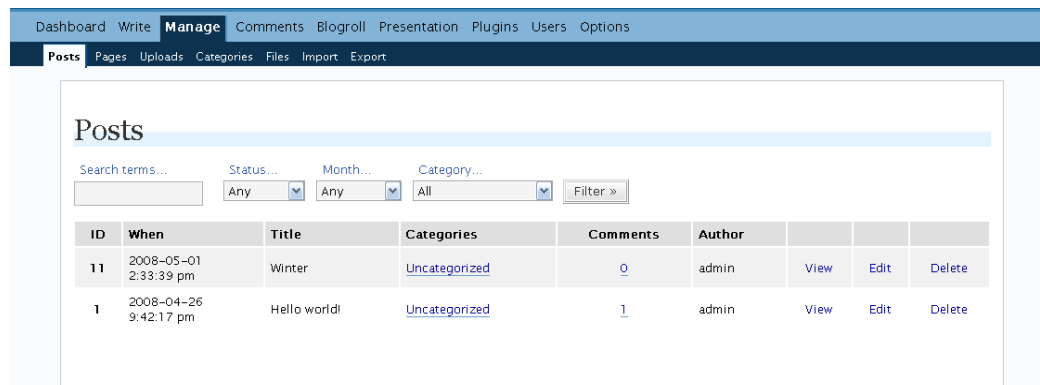 Dashboard Write Manage Comments Blogroll Presentation Plugins Users Options
Posts Pages Uploads Categories Files Import Export
Posts
Search terms... Status... Month... Category...
Any Any All Filter »
ID When Title Categories Comments Author
11 2008-05-01 2:33:39 pm Winter Uncategorized 0 admin View Edit Delete
1 2008-04-26 9:42:17 pm Hello world! Uncategorized 1 admin View Edit Delete